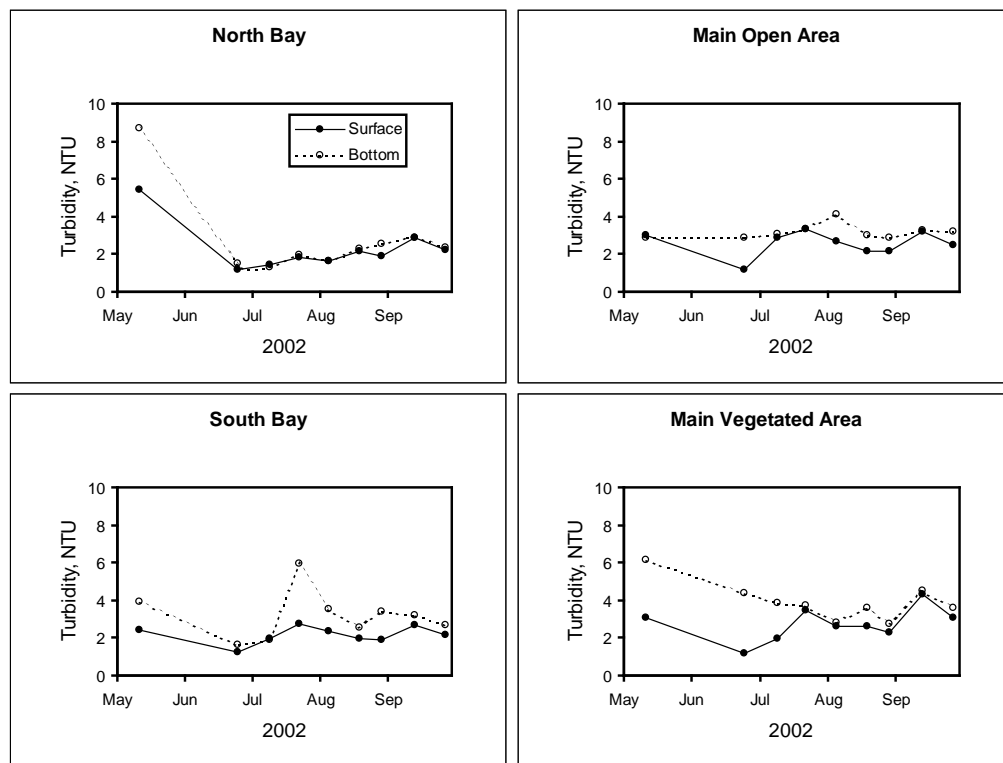 North Bay
10
8
6
4
2
0
Turbidity, NTU
Surface
Bottom
May Jun Jul Aug Sep
2002
Main Open Area
10
8
6
4
2
0
Turbidity, NTU
May Jun Jul Aug Sep
2002
South Bay
10
8
6
4
2
0
Turbidity, NTU
May Jun Jul Aug Sep
2002
Main Vegetated Area
10
8
6
4
2
0
Turbidity, NTU
May Jun Jul Aug Sep
2002